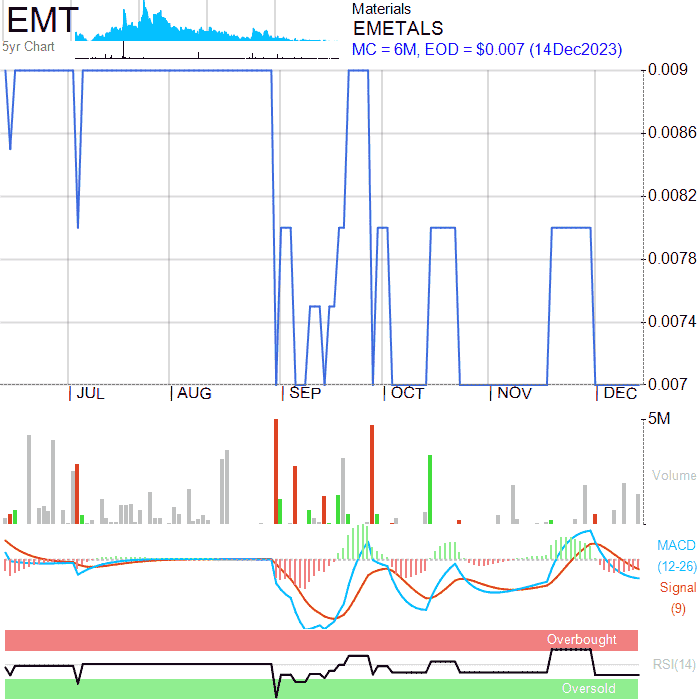 EMT
5yr Chart
Materials
EMETALS
MC = 6M, EOD = $0.007 (14Dec2023)
0.009
0.0086
0.0082
0.0078
0.0074
0.007
JUL AUG SEP OCT NOV DEC
5M
Volume
MACD
(12-26)
Signal
(9)
Overbought
RSI(14)
Oversold